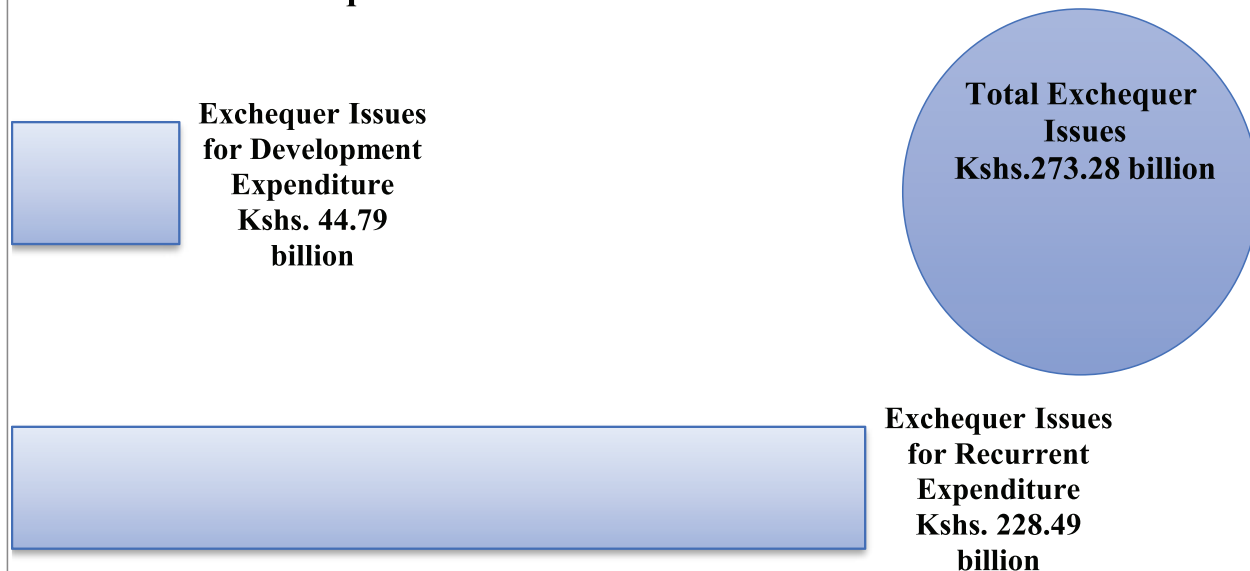 Exchequer Issues
for Development
Expenditure
Kshs. 44.79
billion
Total Exchequer
Issues
Kshs.273.28 billion
Exchequer Issues
for Recurrent
Expenditure
Kshs. 228.49
billion